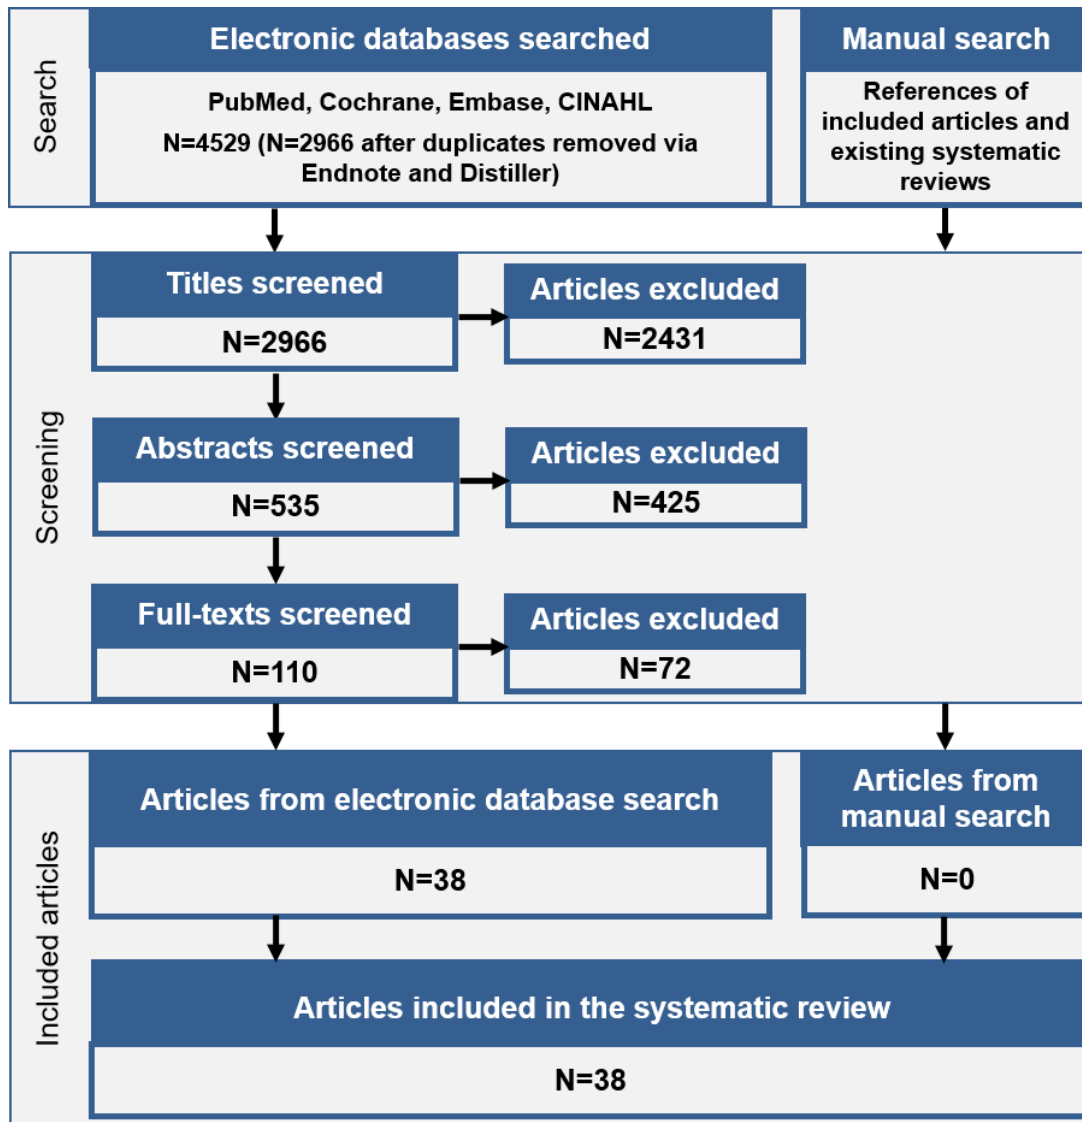 Search
Electronic databases searched
PubMed, Cochrane, Embase, CINAHL
N=4529 (N=2966 after duplicates removed via
Endnote and Distiller)
Manual search
References of
included articles and
existing systematic
reviews
Screening
Titles screened
N=2966
Articles excluded
N=2431
Abstracts screened
N=535
Articles excluded
N=425
Full-texts screened
N=110
Articles excluded
N=72
Included articles
Articles from electronic database search
N=38
Articles from
manual search
N=0
Articles included in the systematic review
N=38